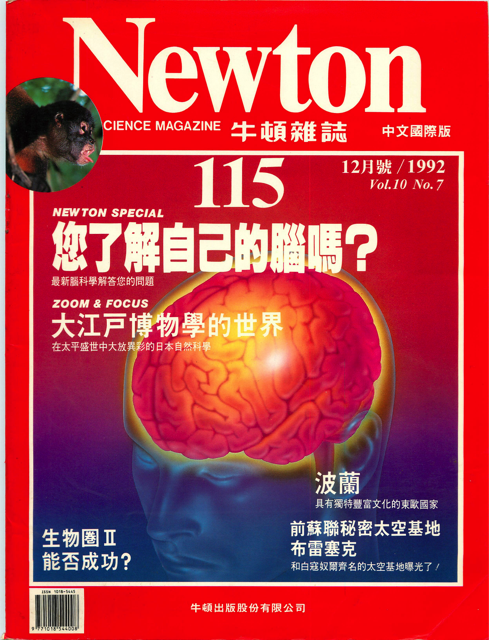 Newton
CIENCE MAGAZINE 牛頓雜誌 中文國際版
115
12月號 / 1992
Vol.10 No.7
NEWTON SPECIAL
您了解自己的腦嗎？
最新腦科學解答您的問題
ZOOM & FOCUS
大江戸博物學的世界
在太平盛世中大放異彩的日本自然科學
波蘭
具有獨特豐富文化的東歐國家
生物圈Ⅱ
能否成功？
前蘇聯秘密太空基地
布雷塞克
和白寇奴爾齊名的太空基地曝光了！
ISSN 1018-5445
9 771018 544008
牛頓出版股份有限公司